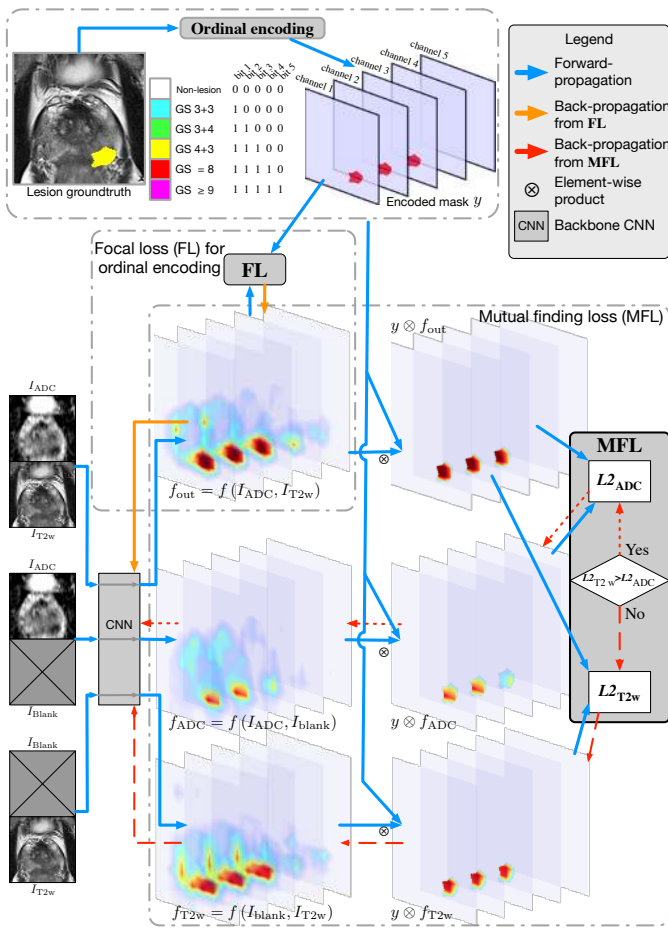 Ordinal encoding
bit 1
bit 2
bit 3
bit 4
bit 5
Non-lesion 0 0 0 0 0
GS 3+3 1 0 0 0 0
GS 3+4 1 1 0 0 0
GS 4+3 1 1 1 0 0
GS = 8 1 1 1 1 0
GS ≥ 9 1 1 1 1 1
Lesion groundtruth
channel 1
channel 2
channel 3
channel 4
channel 5
Encoded mask y
Legend
Forward-
propagation
Back-propagation
from FL
Back-propagation
from MFL
⊗ Element-wise
product
CNN Backbone CNN
Focal loss (FL) for
ordinal encoding
FL
Mutual finding loss (MFL)
y ⊗ f_out
I_ADC
I_T2w
⊗
f_out = f (I_ADC, I_T2w)
MFL
L2_ADC
Yes
L2_T2w>L2_ADC
No
L2_T2w
I_ADC
I_Blank
CNN
⊗
f_ADC = f (I_ADC, I_blank)
y ⊗ f_ADC
I_Blank
I_T2w
⊗
f_T2w = f (I_blank, I_T2w)
y ⊗ f_T2w